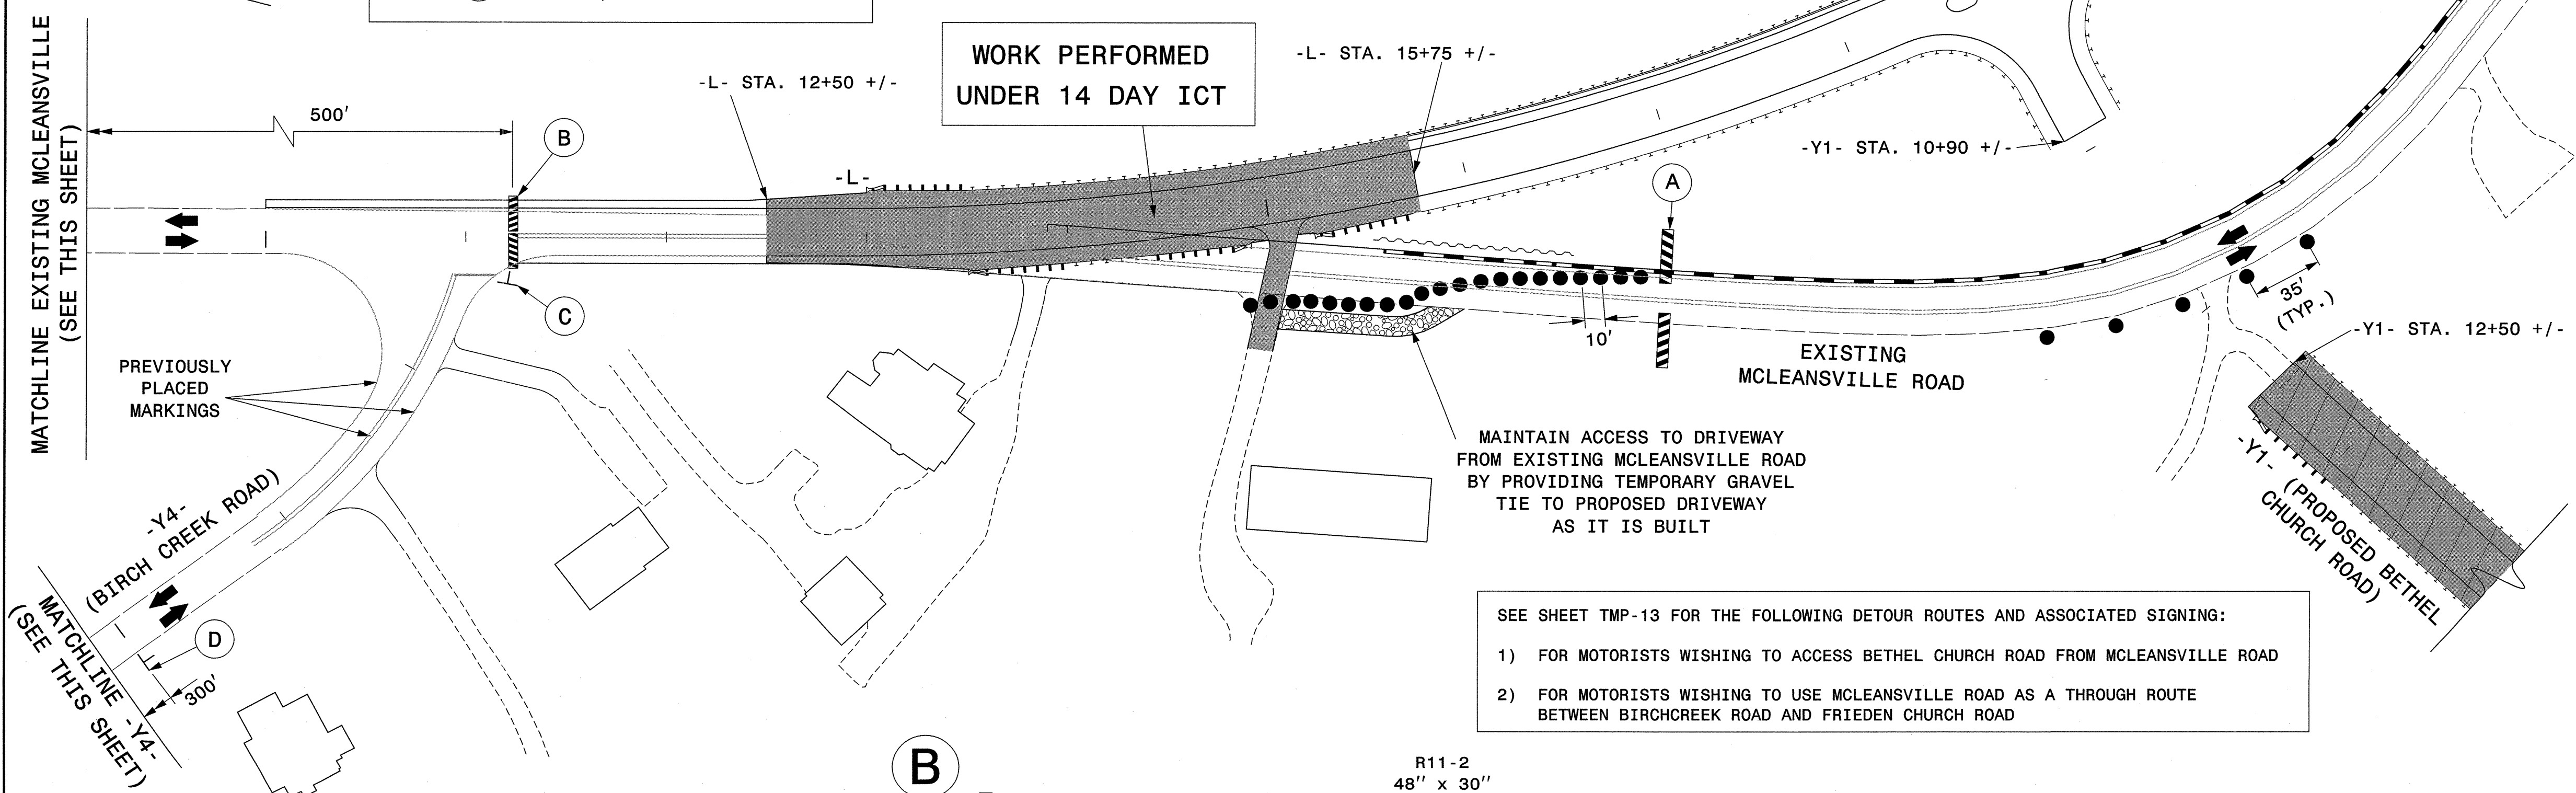 MATCHLINE EXISTING MCLEANSVILLE
(SEE THIS SHEET)
500'
B
-L- STA. 12+50 +/-
WORK PERFORMED
UNDER 14 DAY ICT
-L- STA. 15+75 +/-
-L-
A
-Y1- STA. 10+90 +/-
C
PREVIOUSLY
PLACED
MARKINGS
10'
EXISTING
MCLEANSVILLE ROAD
35'
(TYP.)
-Y1- STA. 12+50 +/-
MAINTAIN ACCESS TO DRIVEWAY
FROM EXISTING MCLEANSVILLE ROAD
BY PROVIDING TEMPORARY GRAVEL
TIE TO PROPOSED DRIVEWAY
AS IT IS BUILT
-Y1-
(PROPOSED BETHEL
CHURCH ROAD)
-Y4-
(BIRCH CREEK ROAD)
MATCHLINE -Y4-
(SEE THIS SHEET)
D
300'
SEE SHEET TMP-13 FOR THE FOLLOWING DETOUR ROUTES AND ASSOCIATED SIGNING:
1) FOR MOTORISTS WISHING TO ACCESS BETHEL CHURCH ROAD FROM MCLEANSVILLE ROAD
2) FOR MOTORISTS WISHING TO USE MCLEANSVILLE ROAD AS A THROUGH ROUTE
BETWEEN BIRCHCREEK ROAD AND FRIEDEN CHURCH ROAD
B
R11-2
48" x 30"